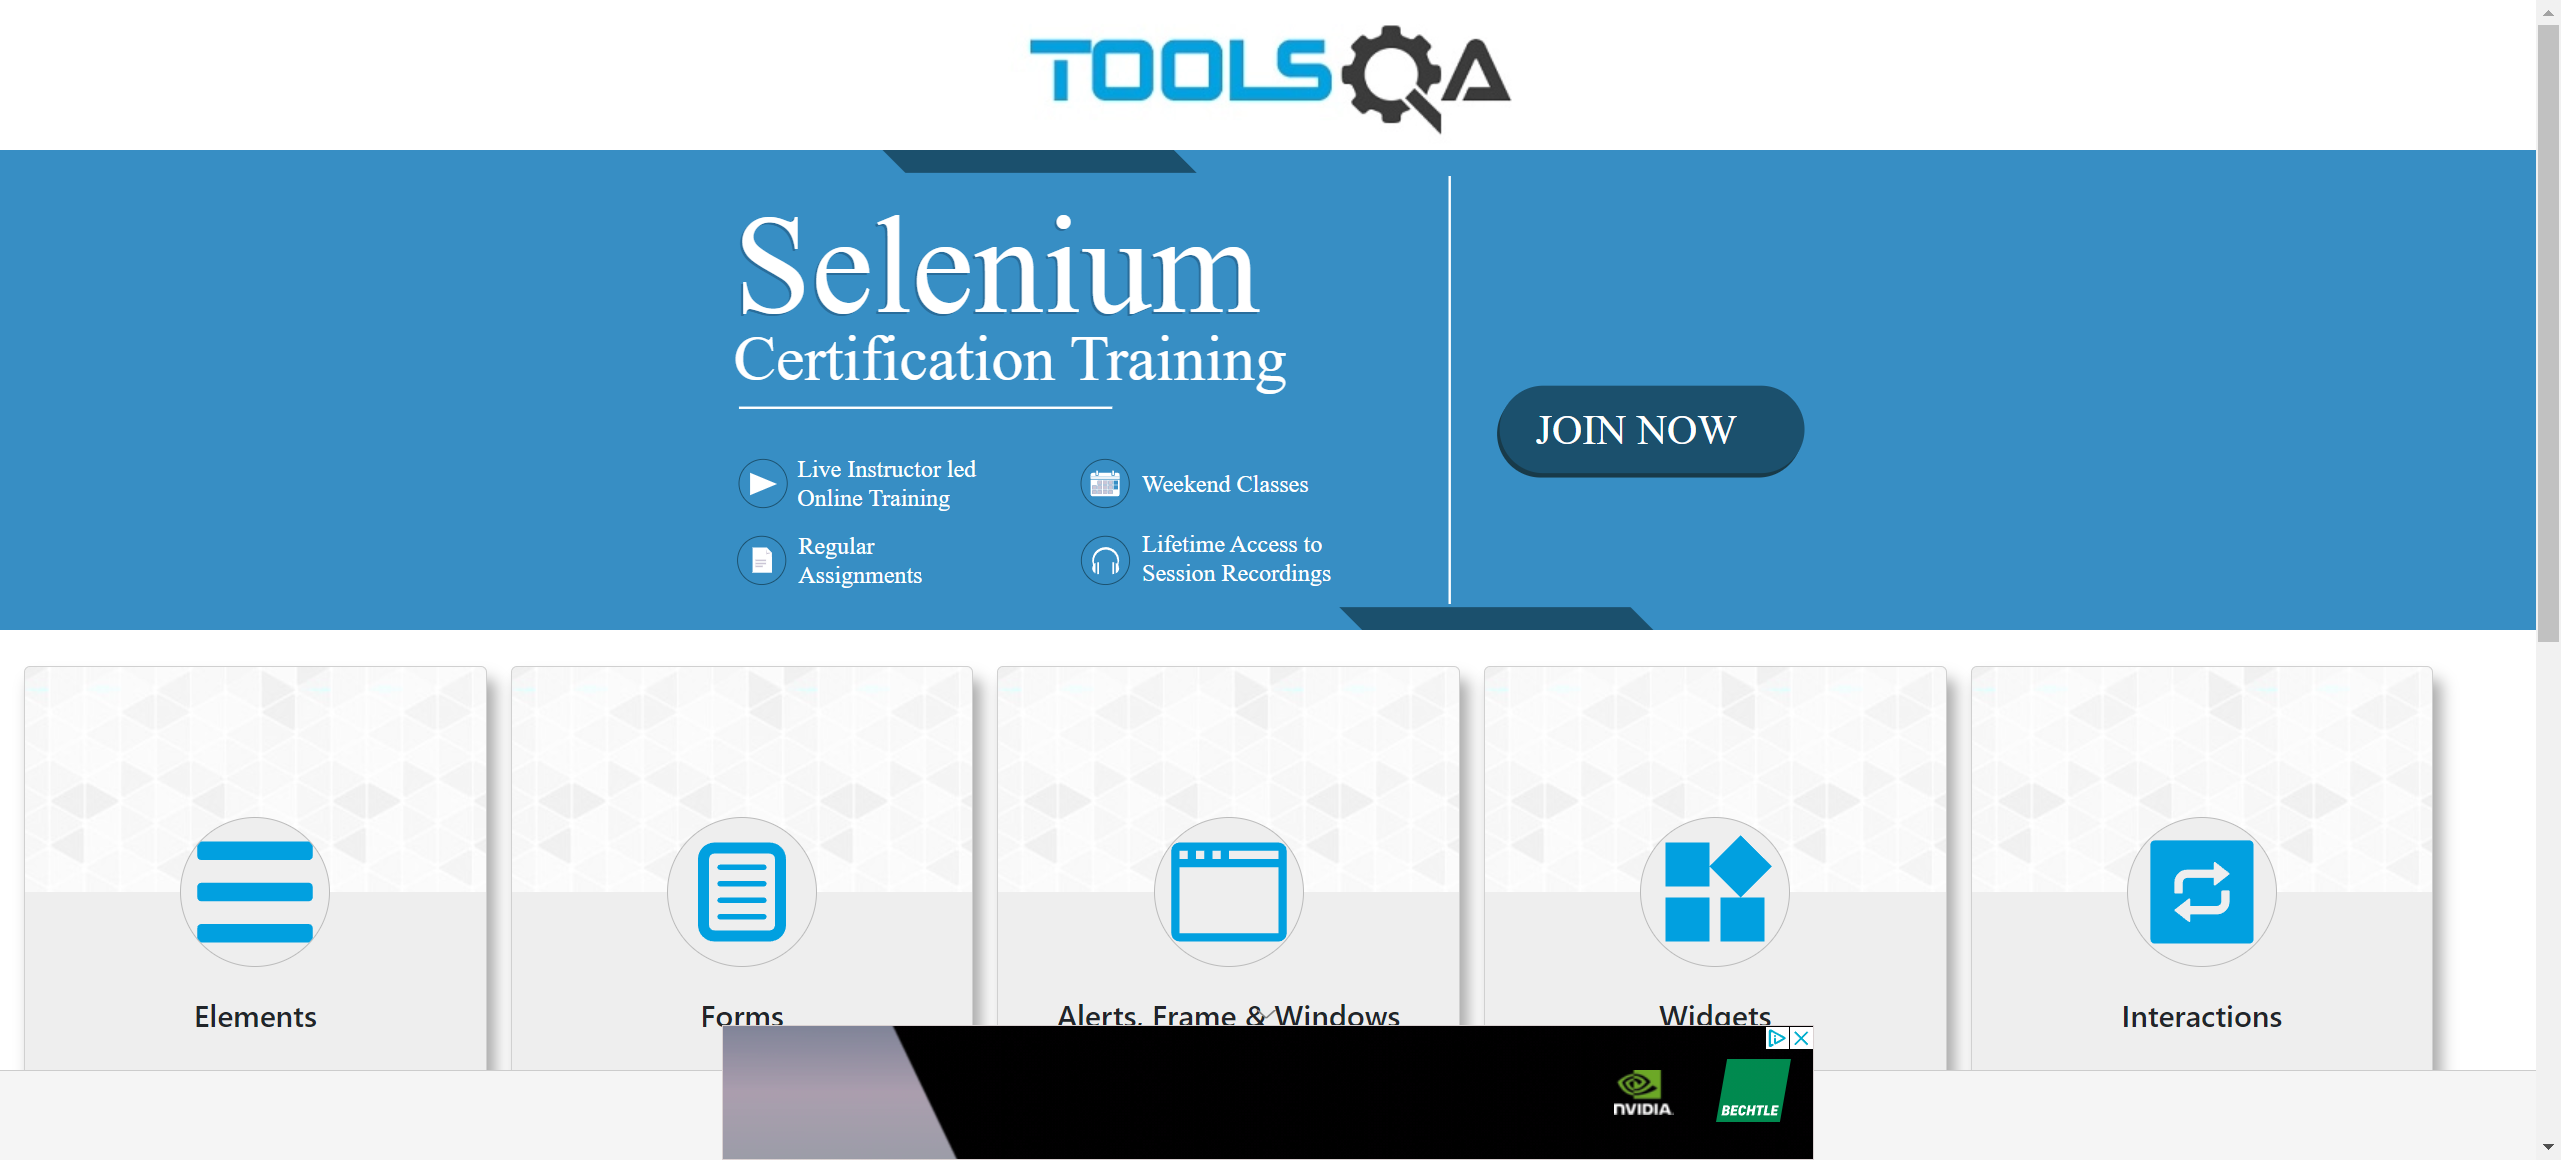 TOOLSQA
Selenium
Certification Training
JOIN NOW
Live Instructor led
Online Training
Weekend Classes
Regular
Assignments
Lifetime Access to
Session Recordings
Elements
Forms
Alerts, Frame & Windows
Widgets
Interactions
NVIDIA
BECHTLE